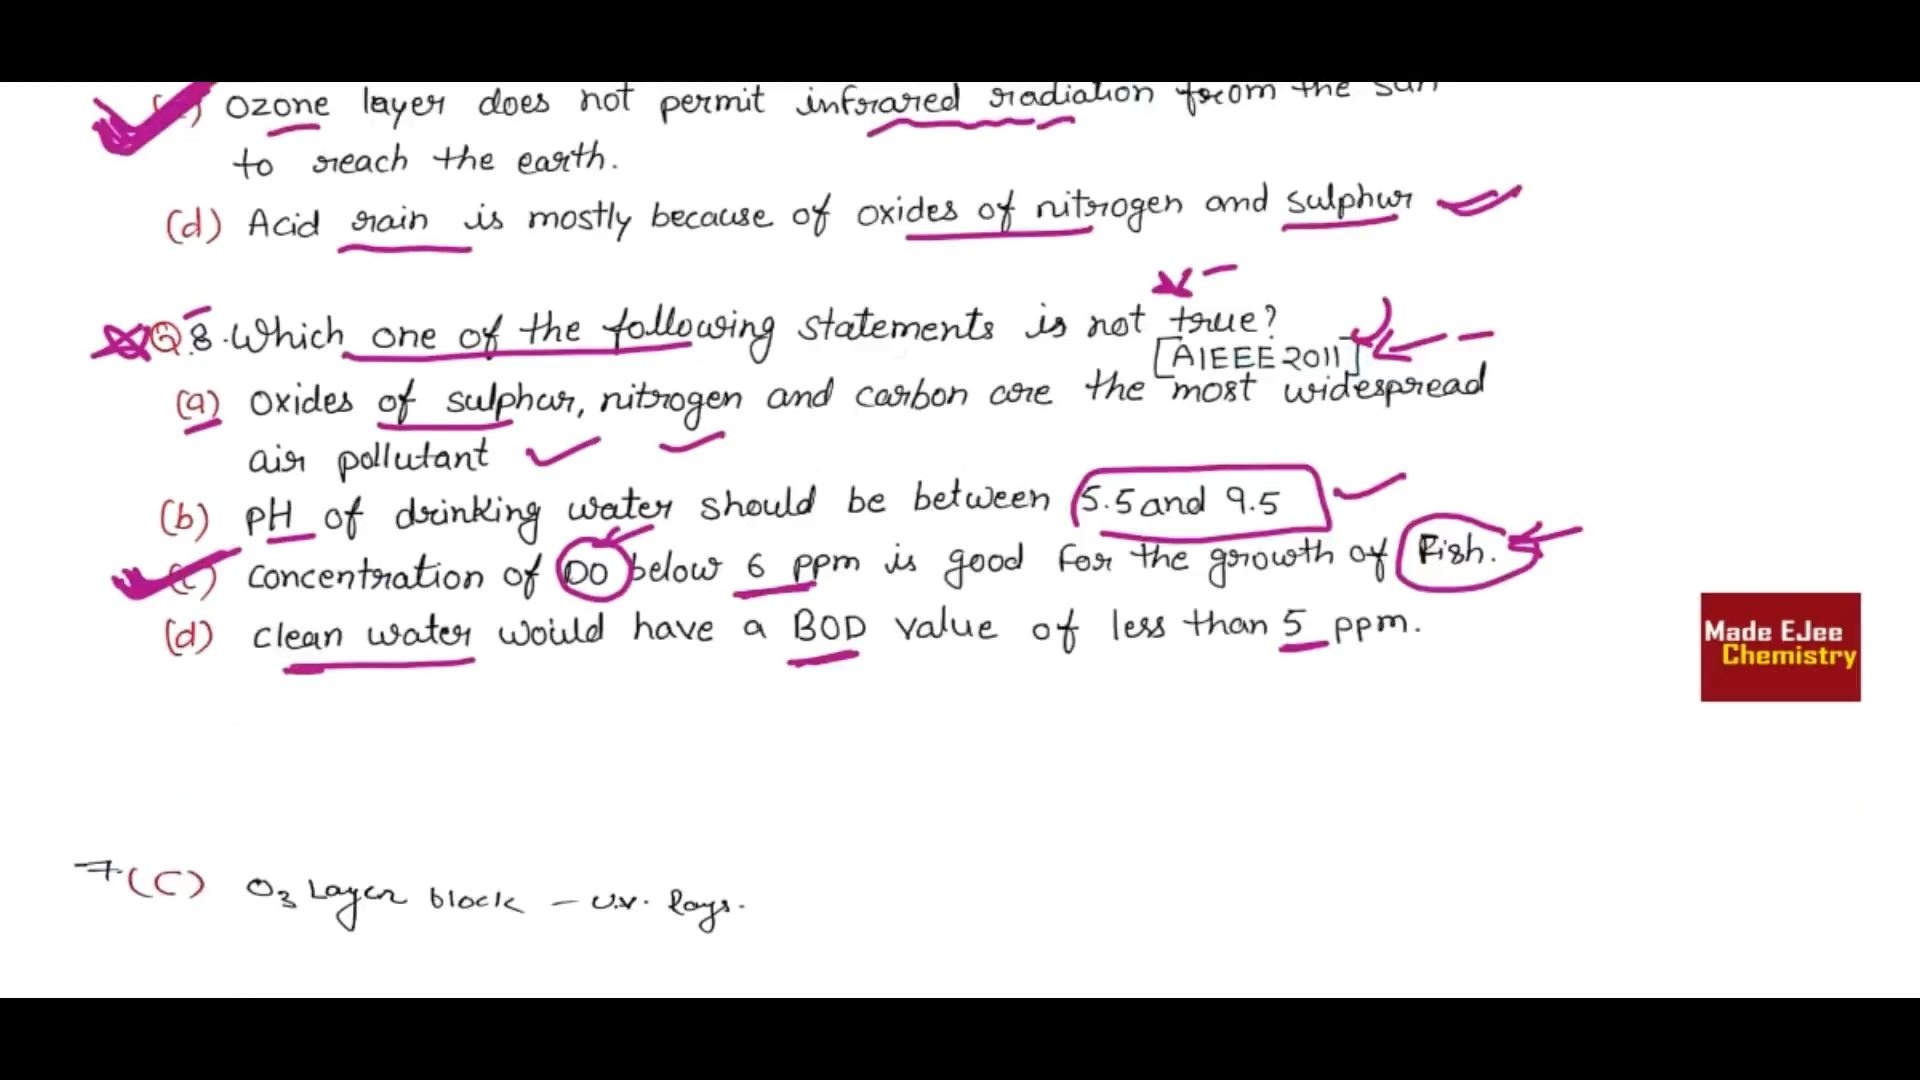 Ozone layer does not permit infrared radiation from the sun
to reach the earth.
(d) Acid rain is mostly because of oxides of nitrogen and sulphur
Q.8. Which one of the following statements is not true?
[AIEEE 2011]
(a) Oxides of sulphur, nitrogen and carbon are the most widespread
air pollutant
(b) pH of drinking water should be between 5.5 and 9.5
(c) Concentration of DO below 6 ppm is good for the growth of Fish.
(d) clean water would have a BOD value of less than 5 ppm.
Made EJee
Chemistry
7. (C) O3 Layer block - U.V. Rays.